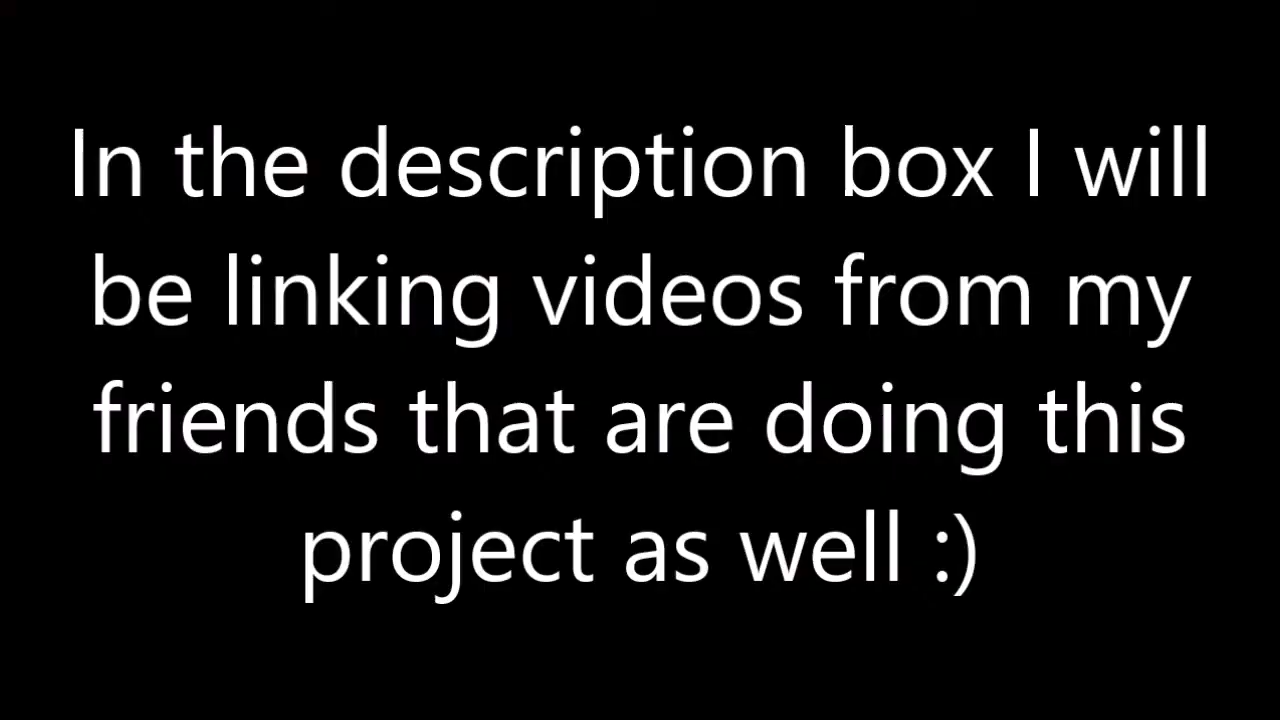 In the description box I will
be linking videos from my
friends that are doing this
project as well :)